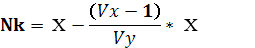 Nk = X − (Vx − 1)/Vy * X